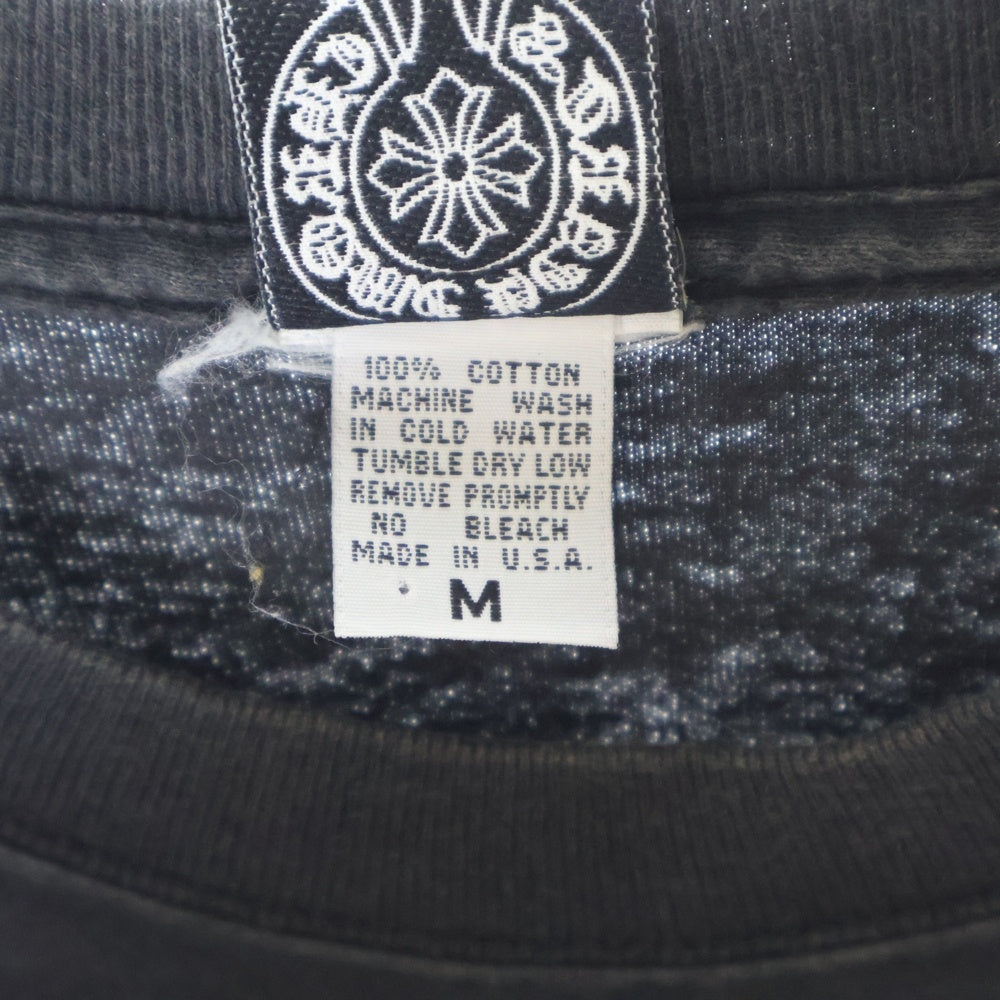 100% COTTON
MACHINE WASH
IN COLD WATER
TUMBLE DRY LOW
REMOVE PROMPTLY
NO BLEACH
MADE IN U.S.A.
M